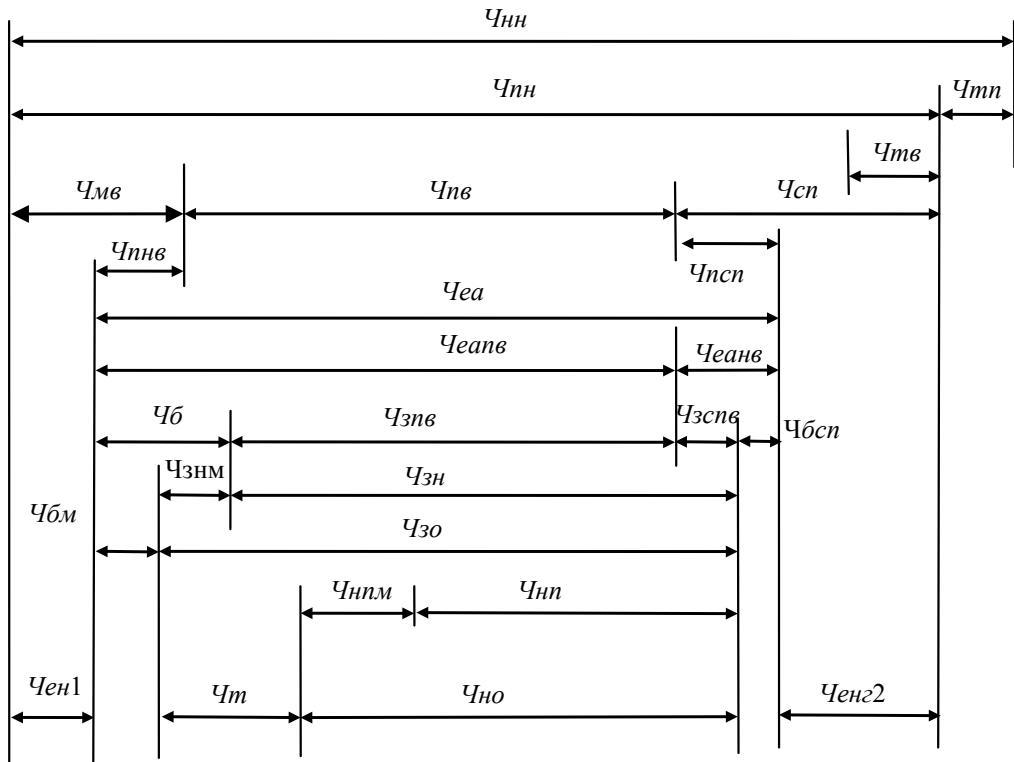 Чнн
Чпн Чтп
Чтв
Чмв Чпв Чсп
Чпнв Чпсп
Чеа
Чеапв Чеанв
Чб Чзпв Чзспв Чбсп
Чзнм Чзн
Чбм Чзо
Чнпм Чнп
Чен1 Чт Чно Ченг2